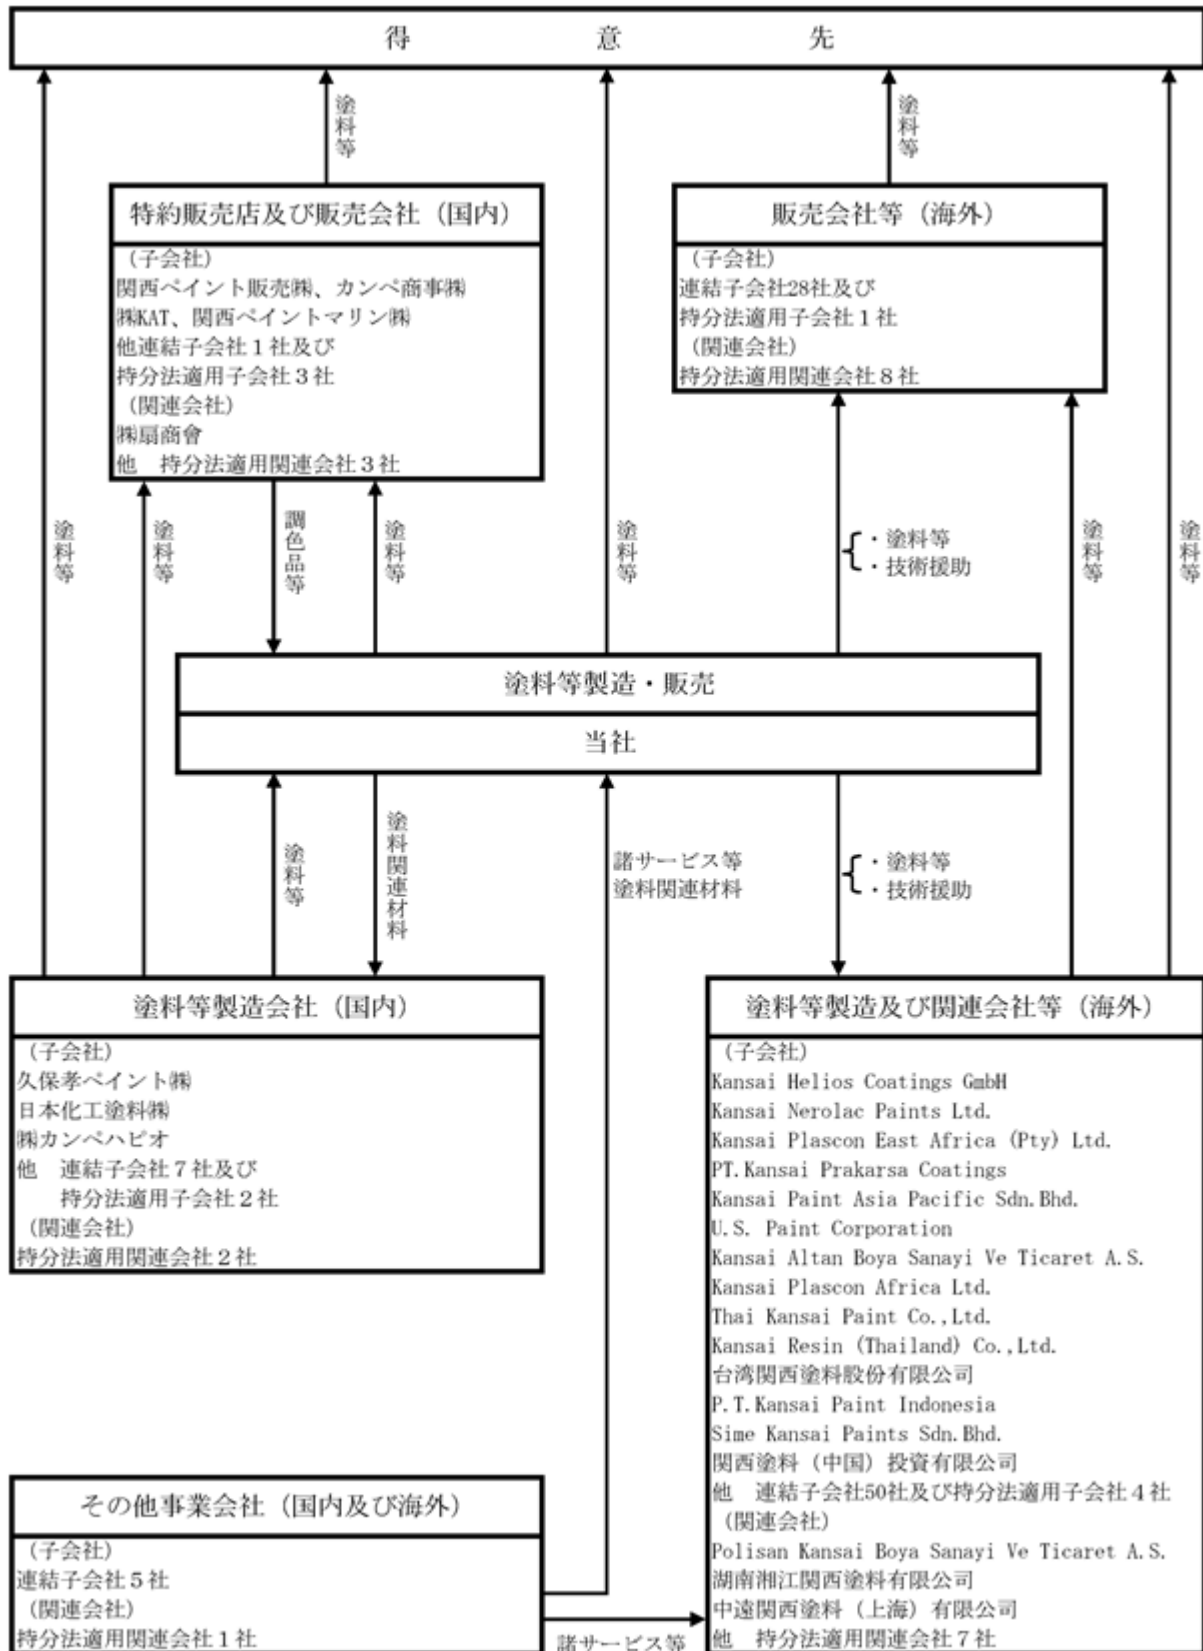 得意先
塗料等
塗料等
特約販売店及び販売会社（国内）
（子会社）
関西ペイント販売㈱、カンペ商事㈱
㈱KAT、関西ペイントマリン㈱
他連結子会社１社及び
持分法適用子会社３社
（関連会社）
㈱扇商會
他　持分法適用関連会社３社
販売会社等（海外）
（子会社）
連結子会社28社及び
持分法適用子会社１社
（関連会社）
持分法適用関連会社８社
塗料等
塗料等
調色品等
塗料等
塗料等
・塗料等
・技術援助
塗料等
塗料等
塗料等製造・販売
当社
塗料等
塗料関連材料
諸サービス等
塗料関連材料
・塗料等
・技術援助
塗料等製造会社（国内）
（子会社）
久保孝ペイント㈱
日本化工塗料㈱
㈱カンペハピオ
他　連結子会社７社及び
持分法適用子会社２社
（関連会社）
持分法適用関連会社２社
塗料等製造及び関連会社等（海外）
（子会社）
Kansai Helios Coatings GmbH
Kansai Nerolac Paints Ltd.
Kansai Plascon East Africa (Pty) Ltd.
PT.Kansai Prakarsa Coatings
Kansai Paint Asia Pacific Sdn.Bhd.
U.S. Paint Corporation
Kansai Altan Boya Sanayi Ve Ticaret A.S.
Kansai Plascon Africa Ltd.
Thai Kansai Paint Co.,Ltd.
Kansai Resin (Thailand) Co.,Ltd.
台湾関西塗料股份有限公司
P.T.Kansai Paint Indonesia
Sime Kansai Paints Sdn.Bhd.
関西塗料（中国）投資有限公司
他　連結子会社50社及び持分法適用子会社４社
（関連会社）
Polisan Kansai Boya Sanayi Ve Ticaret A.S.
湖南湘江関西塗料有限公司
中遠関西塗料（上海）有限公司
他　持分法適用関連会社７社
その他事業会社（国内及び海外）
（子会社）
連結子会社５社
（関連会社）
持分法適用関連会社１社
諸サービス等